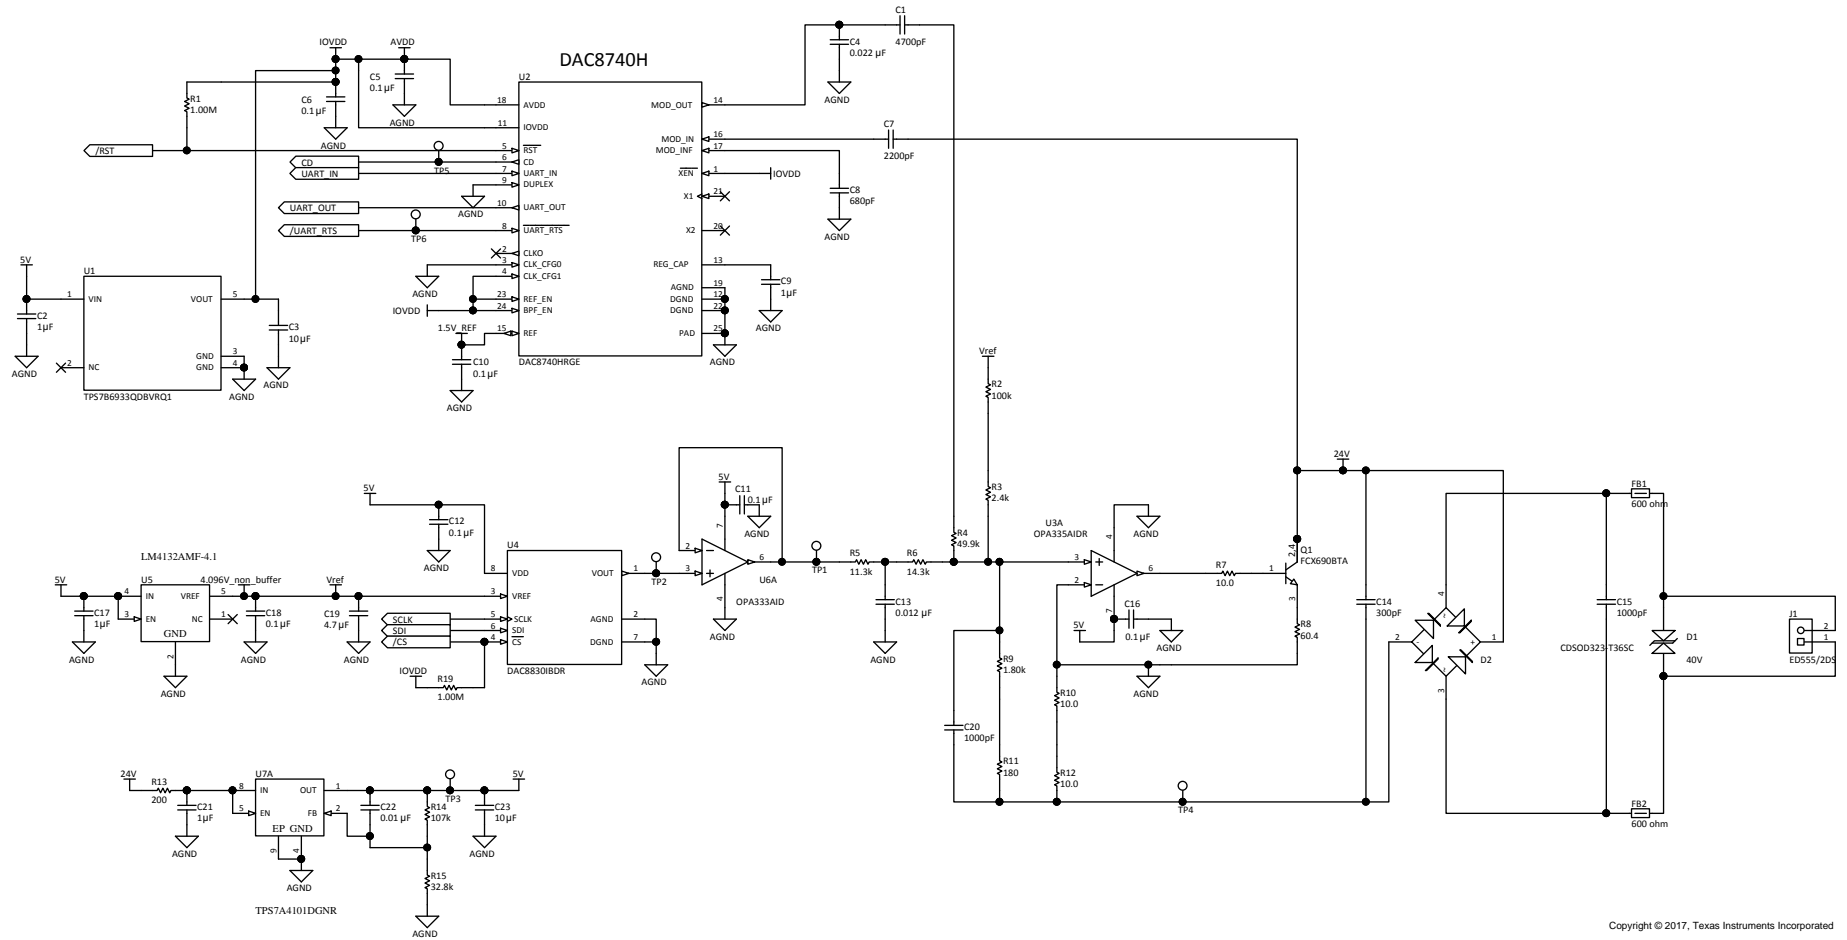 DAC8740H
IOVDD
AVDD
C5
0.1µF
AGND
C6
0.1µF
AGND
R1
1.00M
/RST
CD
UART_IN
UART_OUT
/UART_RTS
TP5
TP6
AGND
AGND
IOVDD
1.5V_REF
C10
0.1µF
AGND
U2
18 AVDD
11 IOVDD
5 RST
6 CD
7 UART_IN
9 DUPLEX
10 UART_OUT
8 UART_RTS
2 CLKO
3 CLK_CFG0
4 CLK_CFG1
23 REF_EN
24 BPF_EN
15 REF
MOD_OUT 14
MOD_IN 16
MOD_INF 17
XEN 1
X1 21
X2 20
REG_CAP 13
AGND 19
DGND 12
DGND 22
PAD 25
DAC8740HRGE
AGND
IOVDD
C1
4700pF
C4
0.022 µF
AGND
C7
2200pF
C8
680pF
AGND
C9
1µF
AGND
5V
C2
1µF
AGND
U1
1 VIN
2 NC
VOUT 5
GND 3
GND 4
TPS7B6933QDBVRQ1
AGND
C3
10µF
AGND
LM4132AMF-4.1
5V
C17
1µF
AGND
U5
4 IN
3 EN
VREF 5
NC 1
GND
2
AGND
4.096V_non_buffer
Vref
C18
0.1µF
AGND
C19
4.7µF
AGND
5V
C12
0.1µF
AGND
SCLK
SDI
/CS
IOVDD
R19
1.00M
U4
8 VDD
3 VREF
5 SCLK
6 SDI
4 CS
VOUT 1
AGND 2
DGND 7
DAC8830IBDR
AGND
TP2
5V
C11
0.1µF
AGND
7
2
3
6
4
U6A
OPA333AID
AGND
TP1
R5
11.3k
R6
14.3k
C13
0.012 µF
AGND
R4
49.9k
Vref
R2
100k
R3
2.4k
U3A
OPA335AIDR
4
AGND
3
2
6
7
5V
C16
0.1µF
AGND
AGND
R7
10.0
1
2,4
3
Q1
FCX690BTA
R8
60.4
24V
C14
300pF
R9
1.80k
R10
10.0
C20
1000pF
R11
180
R12
10.0
TP4
4
2
1
3
-
+
~
~
D2
C15
1000pF
CDSOD323-T36SC
FB1
600 ohm
FB2
600 ohm
D1
40V
J1
2
1
ED555/2DS
24V
R13
200
C21
1µF
AGND
U7A
8 IN
5 EN
OUT 1
FB 2
EP GND
9 4
AGND
TPS7A4101DGNR
C22
0.01 µF
R14
107k
TP3
5V
C23
10µF
AGND
R15
32.8k
AGND
Copyright © 2017, Texas Instruments Incorporated